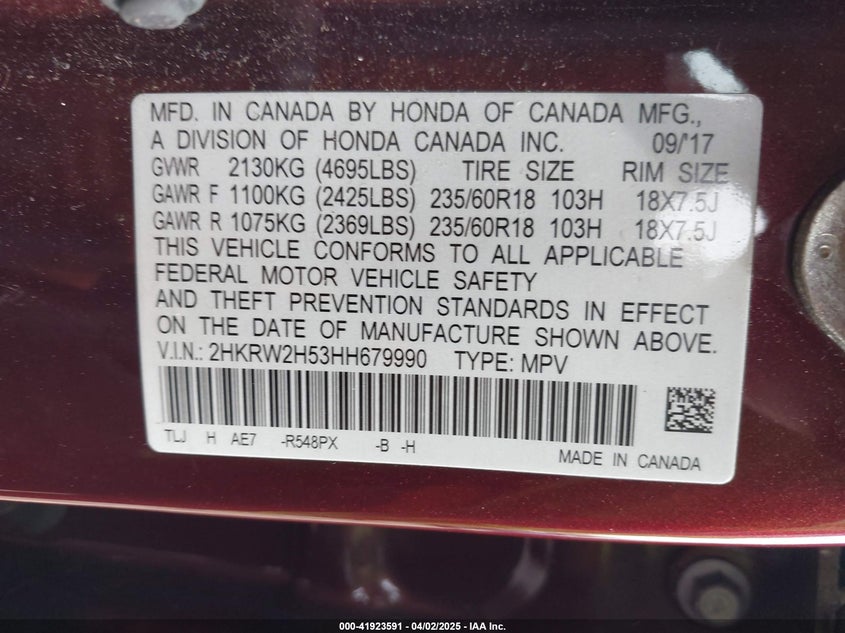 MFD. IN CANADA BY HONDA OF CANADA MFG.,
A DIVISION OF HONDA CANADA INC. 09/'17
GVWR 2130KG (4695LBS) TIRE SIZE RIM SIZE
GAWR F 1100KG (2425LBS) 235/60R18 103H 18X7.5J
GAWR R 1075KG (2369LBS) 235/60R18 103H 18X7.5J
THIS VEHICLE CONFORMS TO ALL APPLICABLE
FEDERAL MOTOR VEHICLE SAFETY
AND THEFT PREVENTION STANDARDS IN EFFECT
ON THE DATE OF MANUFACTURE SHOWN ABOVE.
V.I.N.: 2HKRW2H53HH679990 TYPE: MPV
TLJ H AE7 -R548PX -B -H
MADE IN CANADA
000-41923591 - 04/02/2025 - IAA Inc.